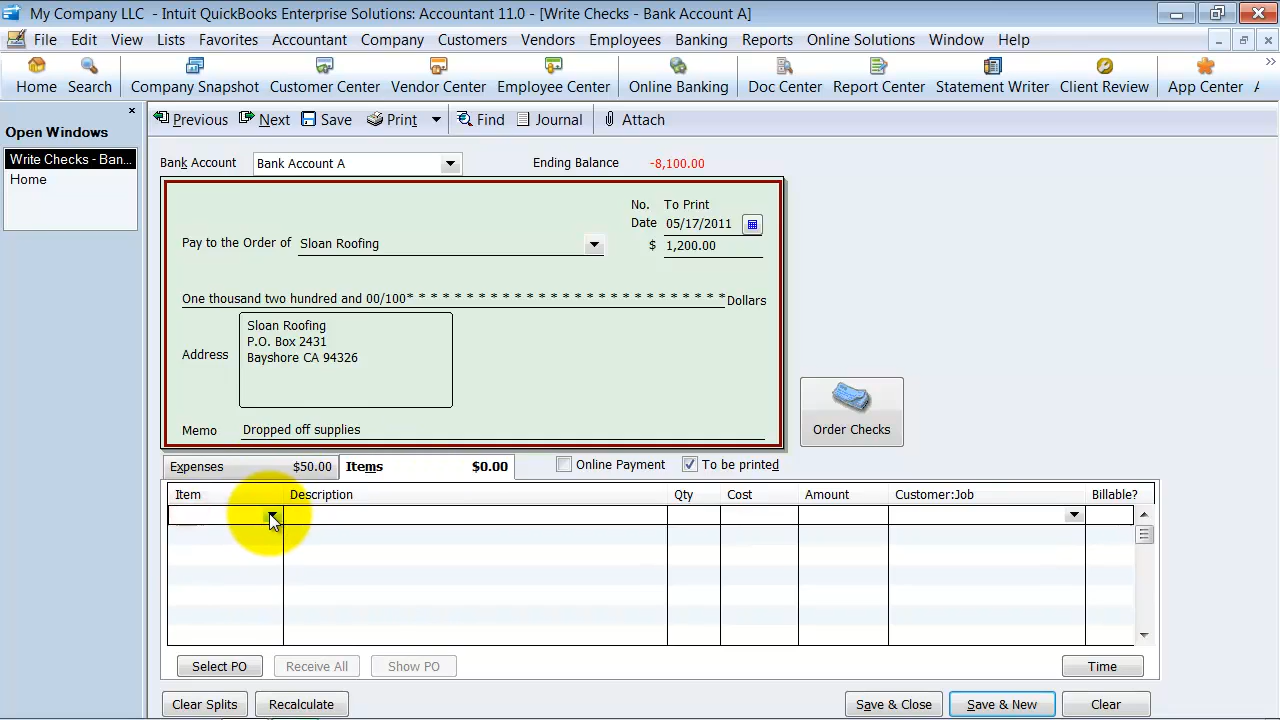 My Company LLC - Intuit QuickBooks Enterprise Solutions: Accountant 11.0 - [Write Checks - Bank Account A]
File Edit View Lists Favorites Accountant Company Customers Vendors Employees Banking Reports Online Solutions Window Help
Home Search Company Snapshot Customer Center Vendor Center Employee Center Online Banking Doc Center Report Center Statement Writer Client Review App Center
Open Windows
Write Checks - Ban...
Home
Previous Next Save Print Find Journal Attach
Bank Account Bank Account A Ending Balance -8,100.00
No. To Print
Date 05/17/2011
Pay to the Order of Sloan Roofing $ 1,200.00
One thousand two hundred and 00/100* * * * * * * * * * * * * * * * * * * * * * * * * * Dollars
Address
Sloan Roofing
P.O. Box 2431
Bayshore CA 94326
Memo Dropped off supplies
Order Checks
Expenses $50.00 Items $0.00 Online Payment To be printed
Item Description Qty Cost Amount Customer:Job Billable?
Select PO Receive All Show PO Time
Clear Splits Recalculate Save & Close Save & New Clear